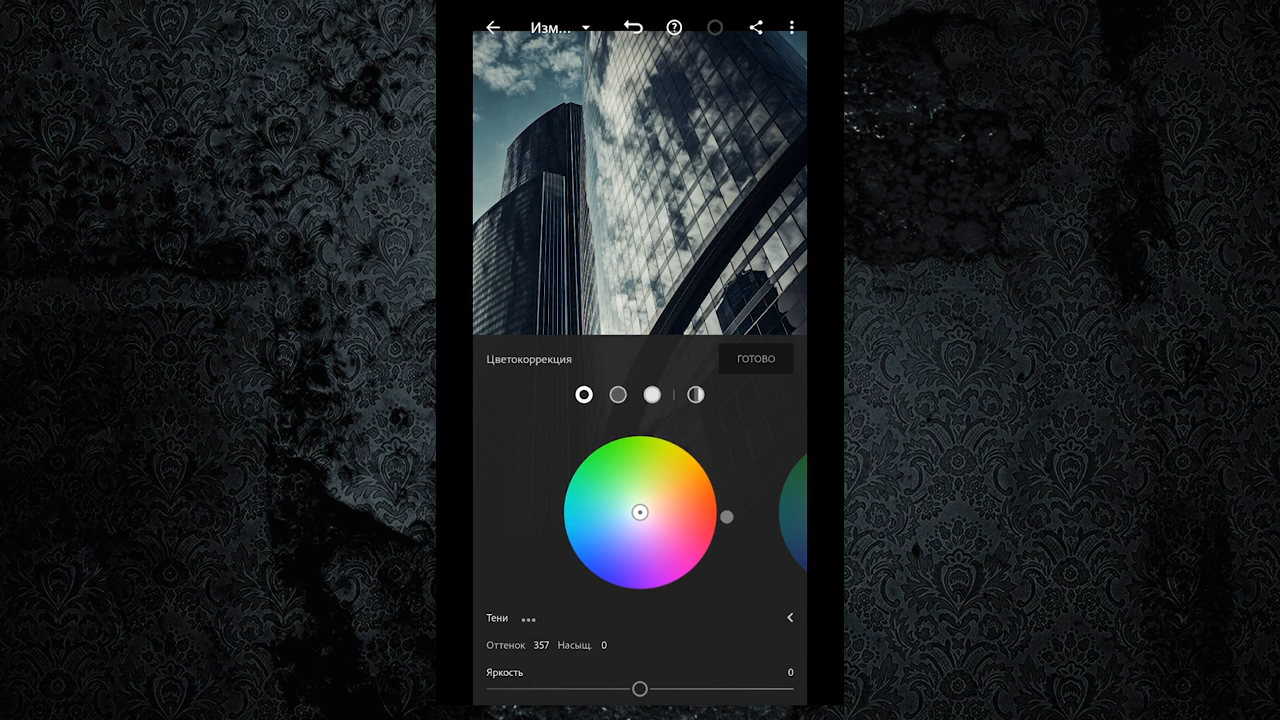 Изм...
Цветокоррекция
ГОТОВО
Тени
Оттенок 357 Насыщ. 0
Яркость 0